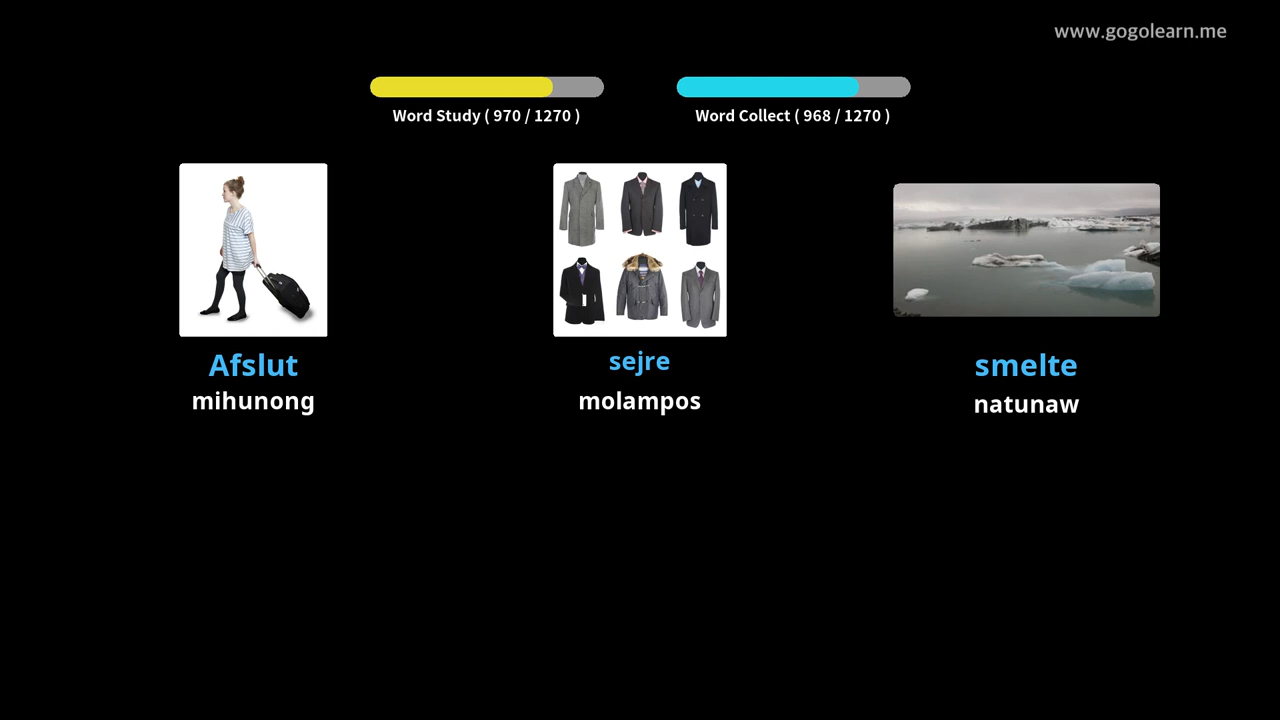 www.gogolearn.me
Word Study ( 970 / 1270 )
Word Collect ( 968 / 1270 )
Afslut
mihunong
sejre
molampos
smelte
natunaw